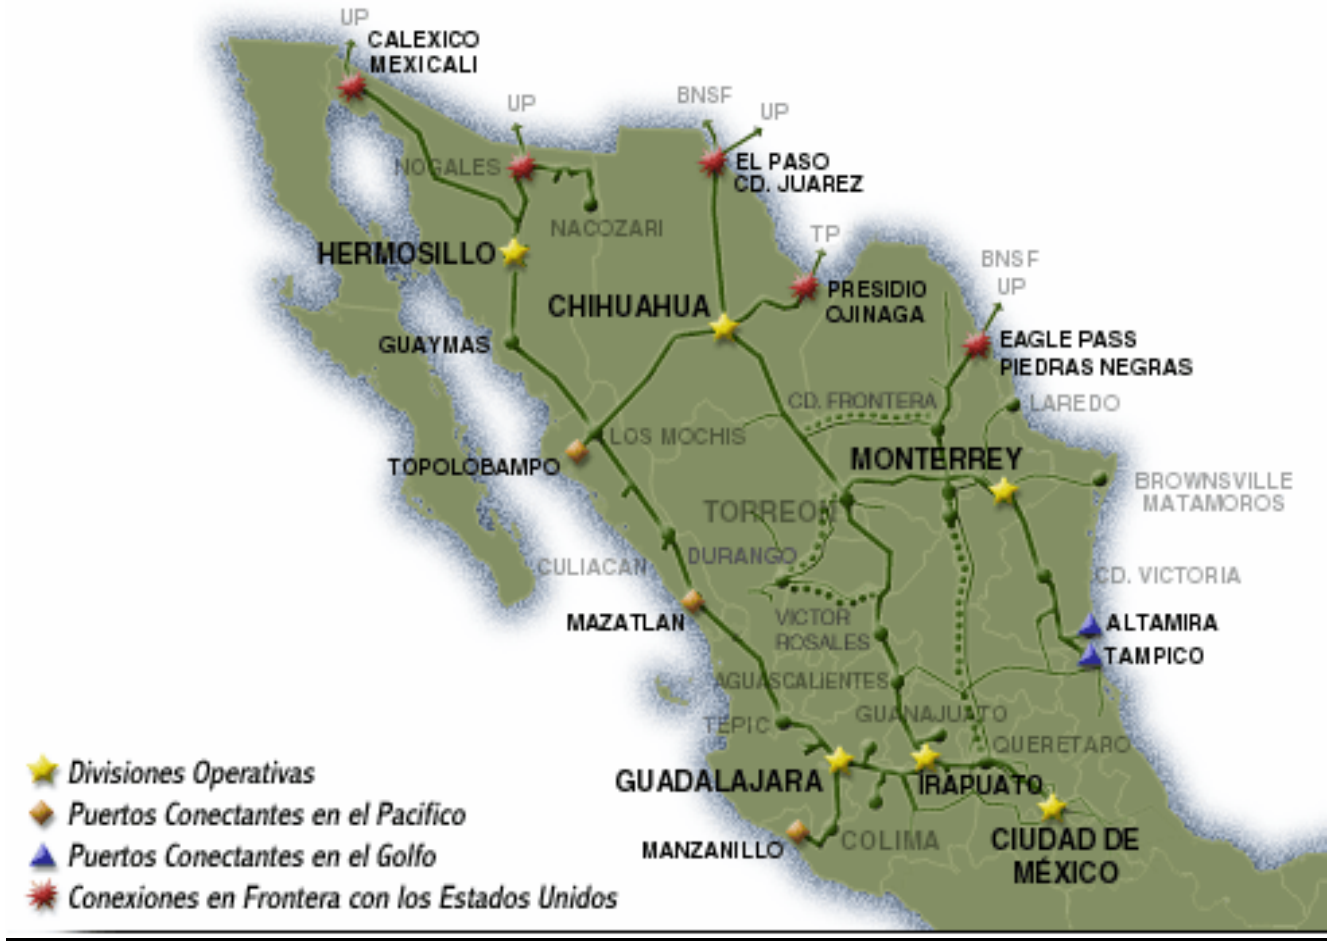 UP
CALEXICO
MEXICALI
UP
BNSF
UP
NOGALES
EL PASO
CD. JUAREZ
NACOZARI
TP
HERMOSILLO
BNSF
UP
CHIHUAHUA
PRESIDIO
OJINAGA
GUAYMAS
EAGLE PASS
PIEDRAS NEGRAS
CD. FRONTERA
LAREDO
LOS MOCHIS
TOPOLOBAMPO
MONTERREY
BROWNSVILLE
MATAMOROS
TORREON
DURANGO
CULIACAN
CD. VICTORIA
MAZATLAN
VICTOR
ROSALES
ALTAMIRA
TAMPICO
AGUASCALIENTES
GUANAJUATO
TEPIC
QUERETARO
GUADALAJARA
IRAPUATO
COLIMA
MANZANILLO
CIUDAD DE
MÉXICO
Divisiones Operativas
Puertos Conectantes en el Pacífico
Puertos Conectantes en el Golfo
Conexiones en Frontera con los Estados Unidos